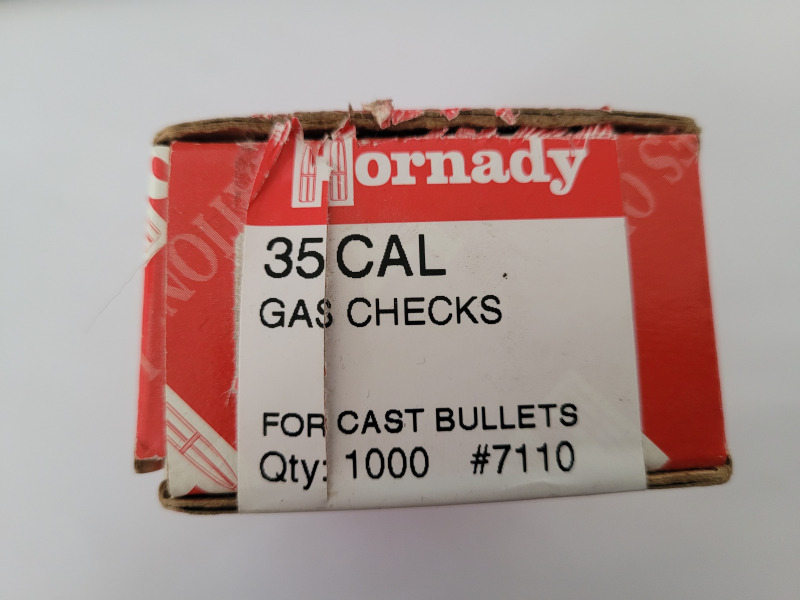 Hornady
35 CAL
GAS CHECKS
FOR CAST BULLETS
Qty: 1000 #7110